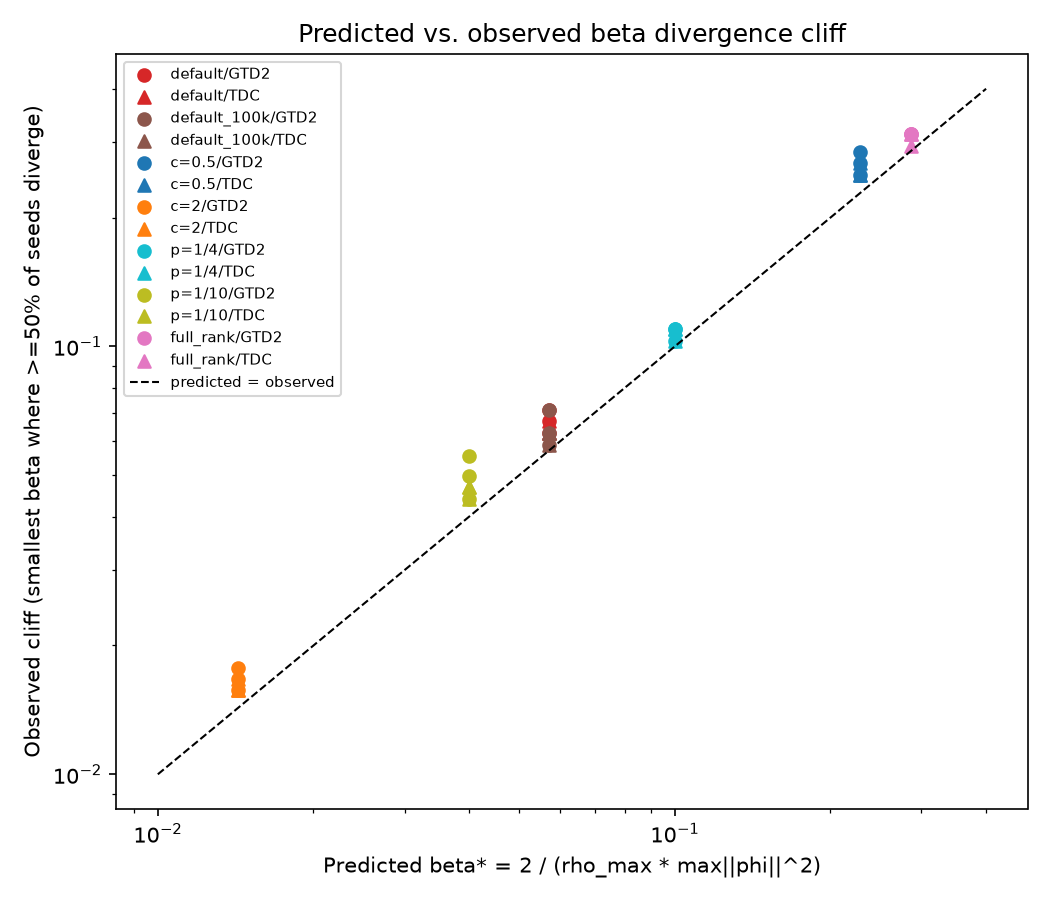 Predicted vs. observed beta divergence cliff
default/GTD2
default/TDC
default_100k/GTD2
default_100k/TDC
c=0.5/GTD2
c=0.5/TDC
c=2/GTD2
c=2/TDC
p=1/4/GTD2
p=1/4/TDC
p=1/10/GTD2
p=1/10/TDC
full_rank/GTD2
full_rank/TDC
predicted = observed
Observed cliff (smallest beta where >=50% of seeds diverge)
10⁻¹
10⁻²
10⁻²
10⁻¹
Predicted beta* = 2 / (rho_max * max||phi||^2)